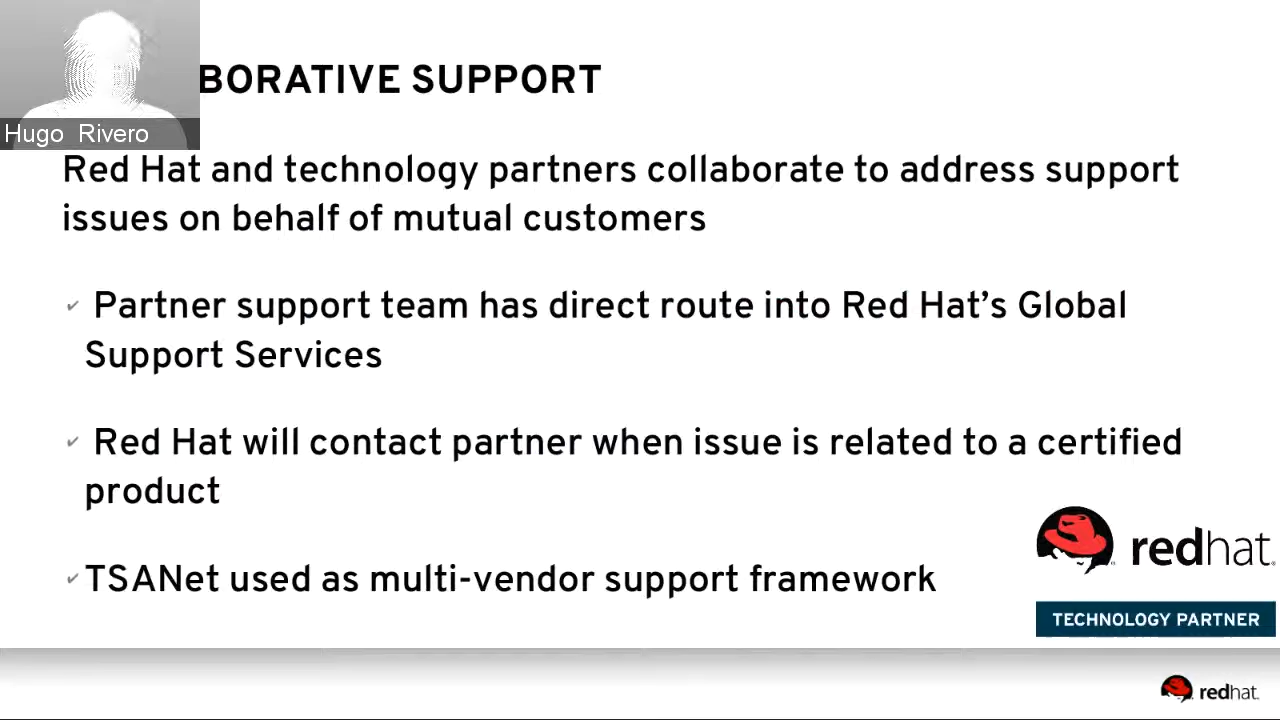 BORATIVE SUPPORT
Hugo Rivero
Red Hat and technology partners collaborate to address support
issues on behalf of mutual customers
✔ Partner support team has direct route into Red Hat’s Global
Support Services
✔ Red Hat will contact partner when issue is related to a certified
product
✔ TSANet used as multi-vendor support framework
redhat.
TECHNOLOGY PARTNER
redhat.